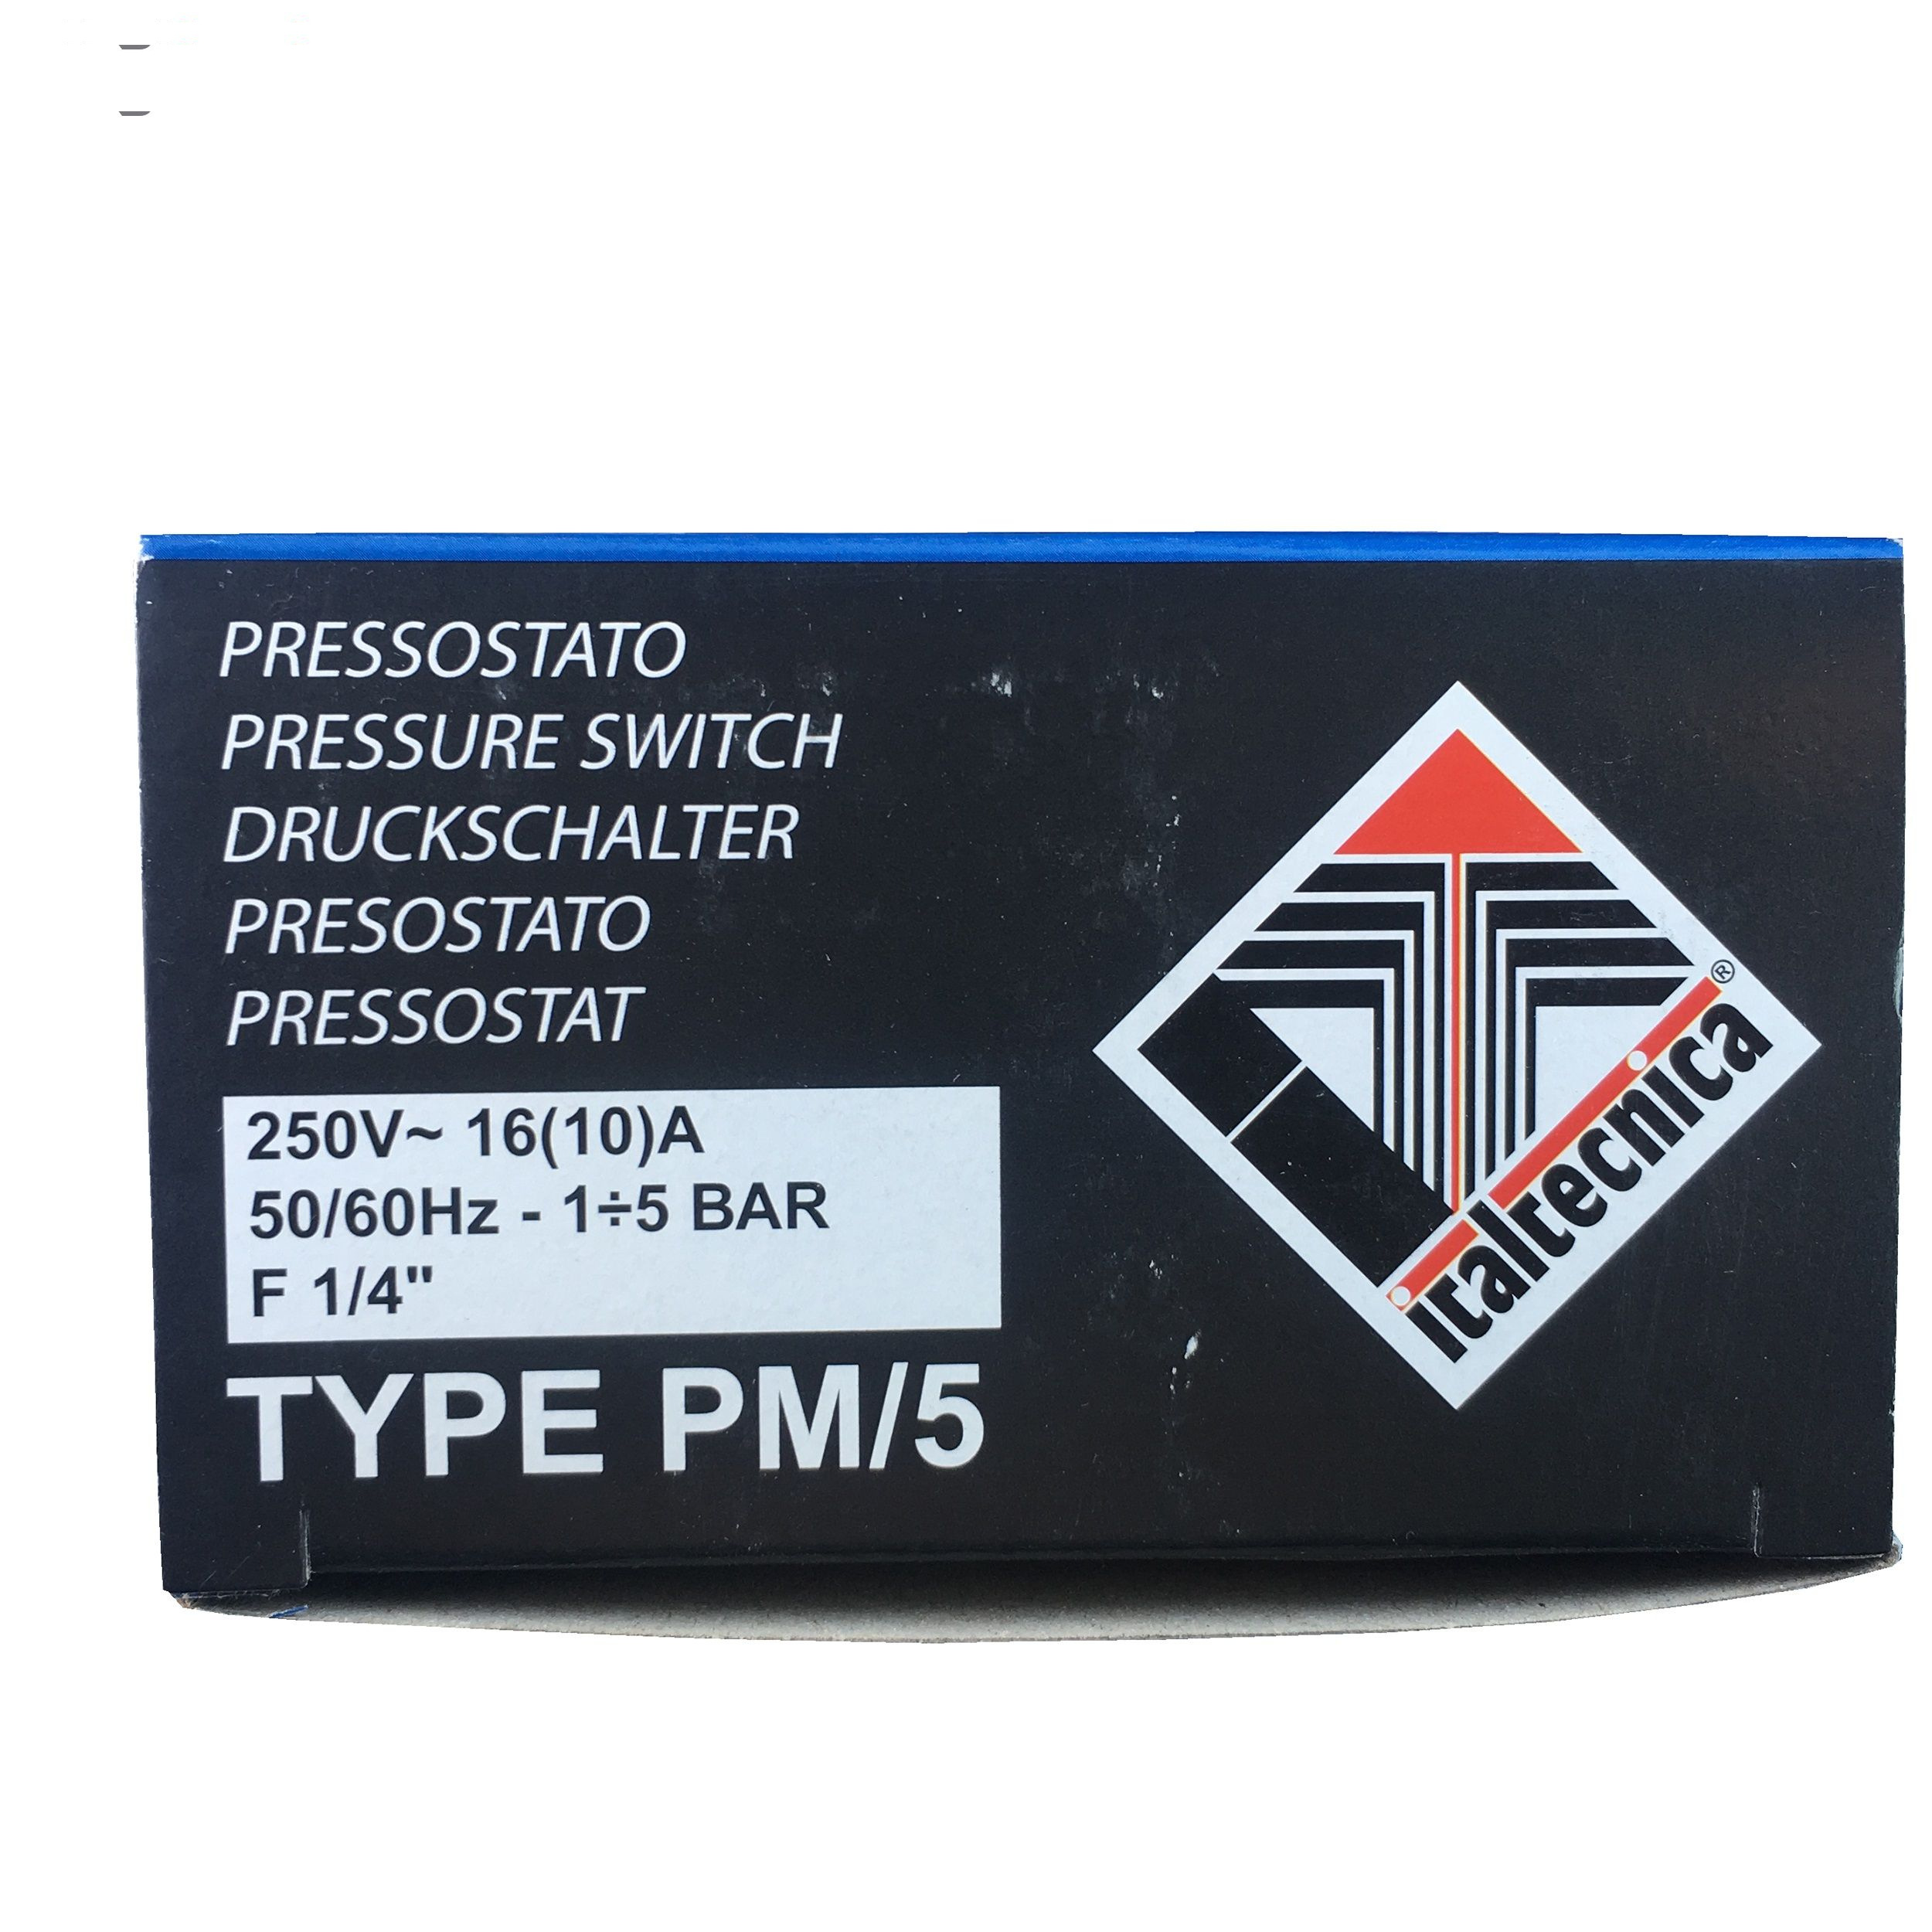 PRESSOSTATO
PRESSURE SWITCH
DRUCKSCHALTER
PRESOSTATO
PRESSOSTAT
250V~ 16(10)A
50/60Hz - 1÷5 BAR
F 1/4"
TYPE PM/5
italtecnica®